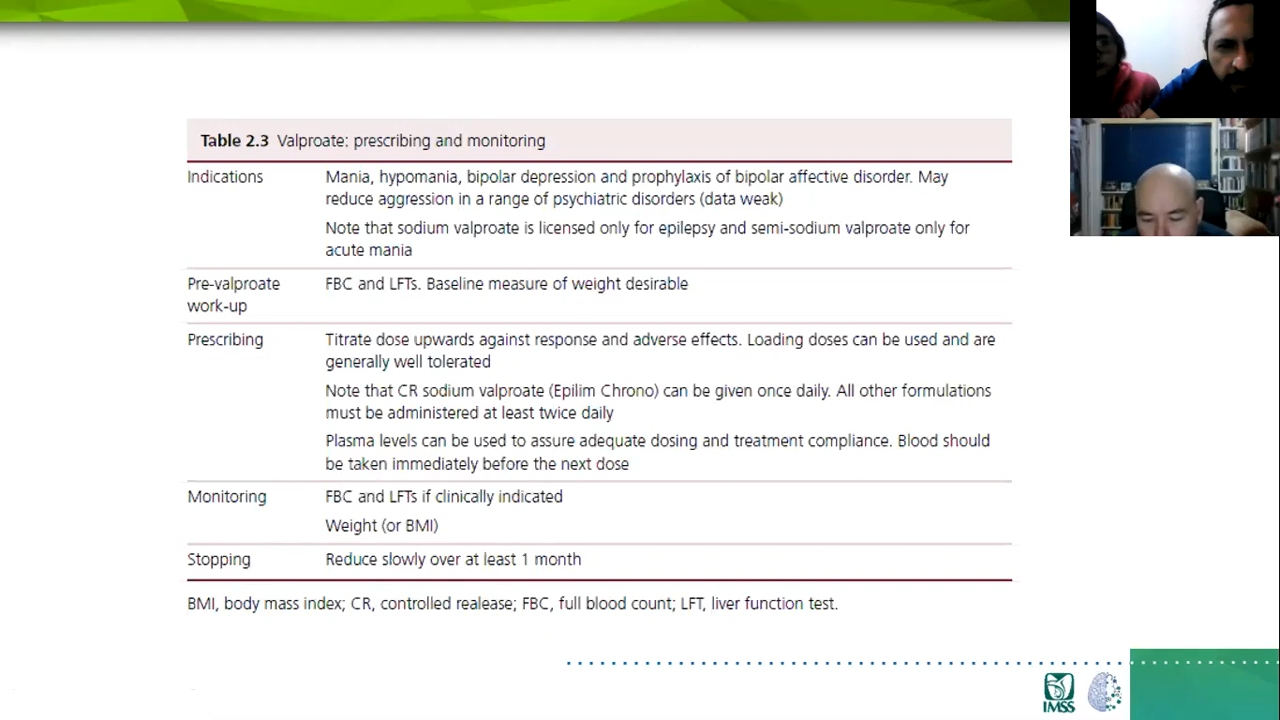 Table 2.3 Valproate: prescribing and monitoring
Indications
Mania, hypomania, bipolar depression and prophylaxis of bipolar affective disorder. May
reduce aggression in a range of psychiatric disorders (data weak)
Note that sodium valproate is licensed only for epilepsy and semi-sodium valproate only for
acute mania
Pre-valproate
work-up
FBC and LFTs. Baseline measure of weight desirable
Prescribing
Titrate dose upwards against response and adverse effects. Loading doses can be used and are
generally well tolerated
Note that CR sodium valproate (Epilim Chrono) can be given once daily. All other formulations
must be administered at least twice daily
Plasma levels can be used to assure adequate dosing and treatment compliance. Blood should
be taken immediately before the next dose
Monitoring
FBC and LFTs if clinically indicated
Weight (or BMI)
Stopping
Reduce slowly over at least 1 month
BMI, body mass index; CR, controlled realease; FBC, full blood count; LFT, liver function test.
IMSS